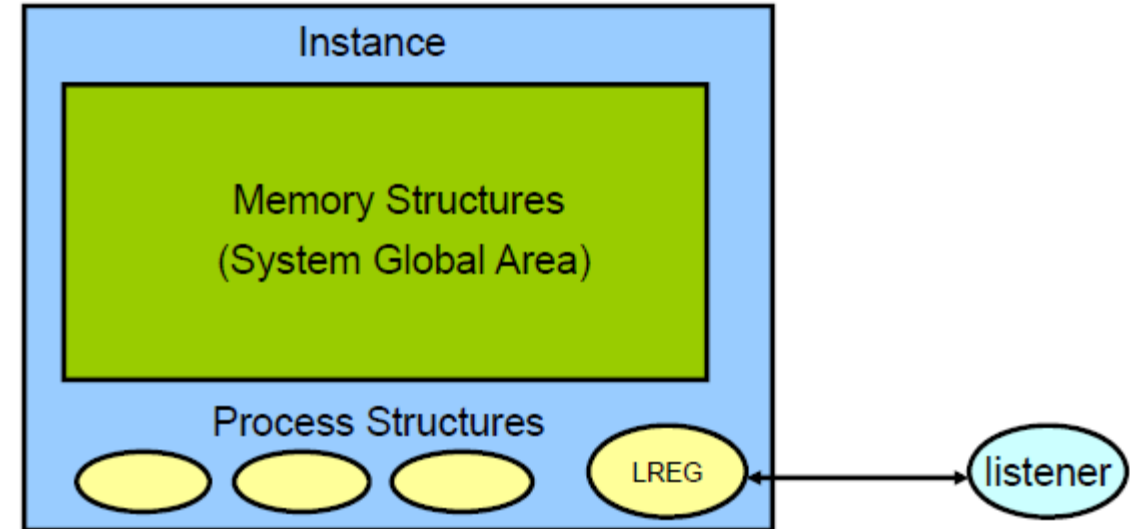 Instance
Memory Structures
(System Global Area)
Process Structures
LREG
listener